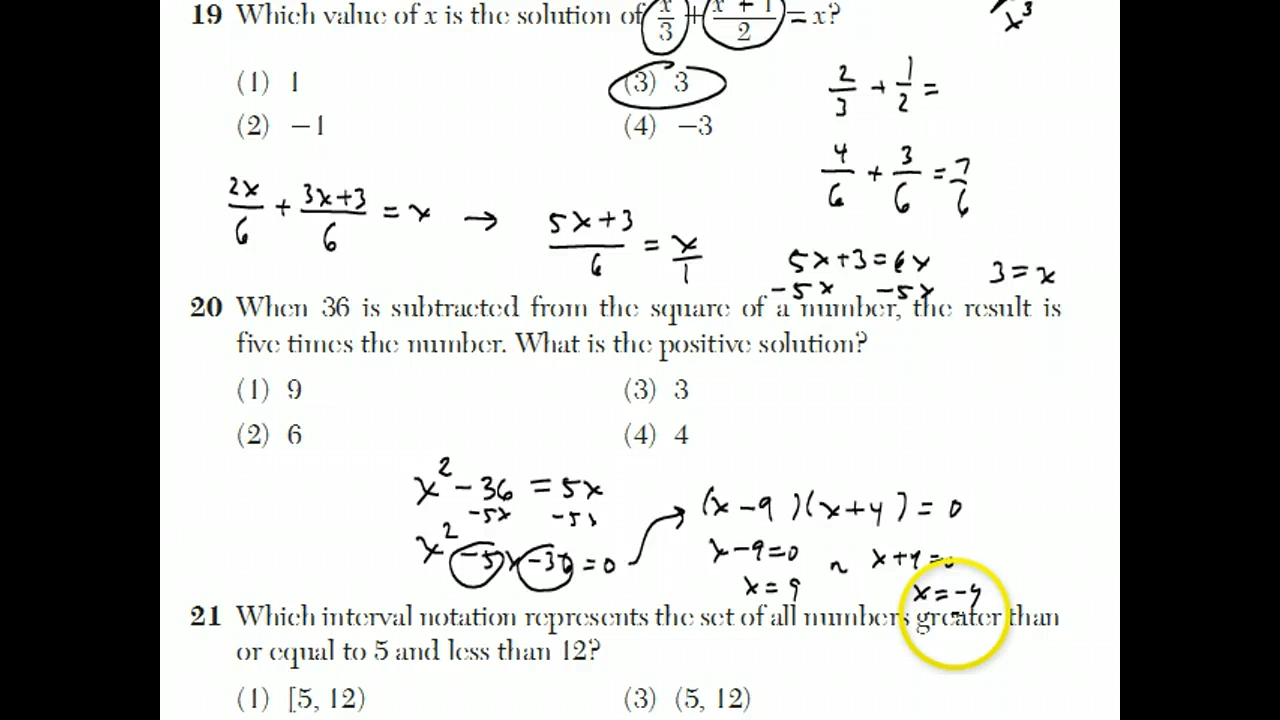 19 Which value of x is the solution of x/3 + (x + 1)/2 = x?
x³
(1) 1 (3) 3
(2) −1 (4) −3
2/3 + 1/2 =
4/6 + 3/6 = 7/6
2x/6 + (3x+3)/6 = x → (5x+3)/6 = x/1
5x+3=6x 3=x
-5x -5x
20 When 36 is subtracted from the square of a number, the result is
five times the number. What is the positive solution?
(1) 9 (3) 3
(2) 6 (4) 4
x² - 36 = 5x
-5x -5x
x² -5x -36 = 0 → (x-9)(x+4) = 0
x-9=0 x+4=0
x=9 x=-4
21 Which interval notation represents the set of all numbers greater than
or equal to 5 and less than 12?
(1) [5, 12) (3) (5, 12)